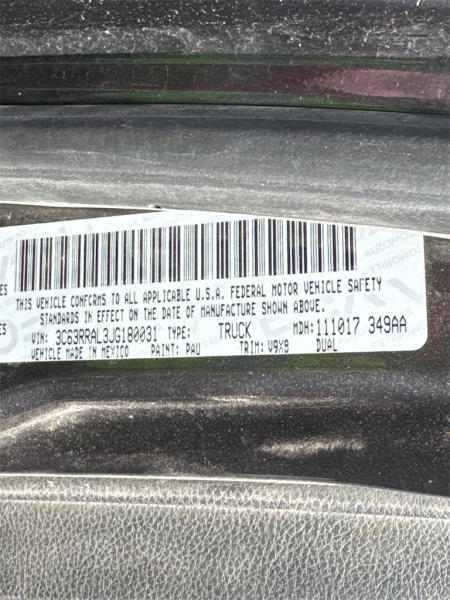 THIS VEHICLE CONFORMS TO ALL APPLICABLE U.S.A. FEDERAL MOTOR VEHICLE SAFETY
STANDARDS IN EFFECT ON THE DATE OF MANUFACTURE SHOWN ABOVE.
VIN: 3C63RRAL3JG180031 TYPE: TRUCK MDH: 111017 349AA
VEHICLE MADE IN MEXICO PAINT: PAU TRIM: V9X8 DUAL